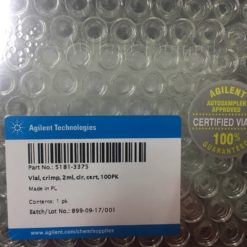 AGILENT
AUTOSAMPLER
APPROVED
CERTIFIED VIAL
100%
GUARANTEED
Agilent Technologies
Part No.: 5181-3375
Vial, crimp, 2ml, clr, cert, 100PK
Made in PL
Contents: 1 pk
Batch/Lot No: 899-09-17/001
www.agilent.com/chem/supplies